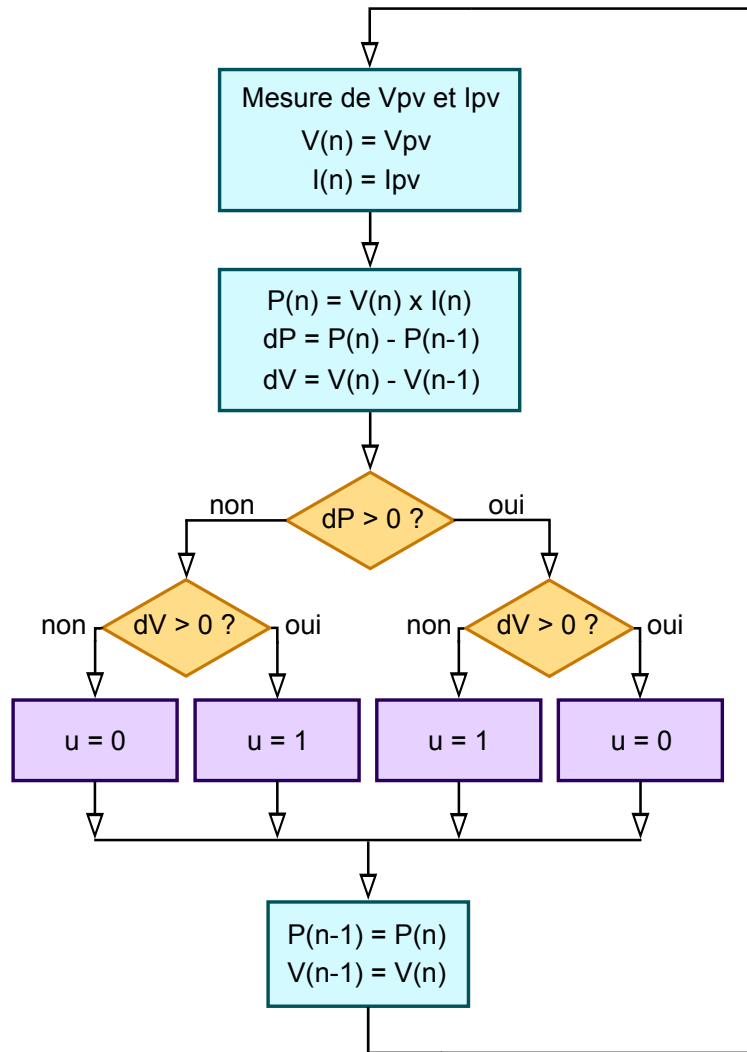 Mesure de Vpv et Ipv
V(n) = Vpv
I(n) = Ipv
P(n) = V(n) x I(n)
dP = P(n) - P(n-1)
dV = V(n) - V(n-1)
non
dP > 0 ?
oui
non
dV > 0 ?
oui
non
dV > 0 ?
oui
u = 0
u = 1
u = 1
u = 0
P(n-1) = P(n)
V(n-1) = V(n)